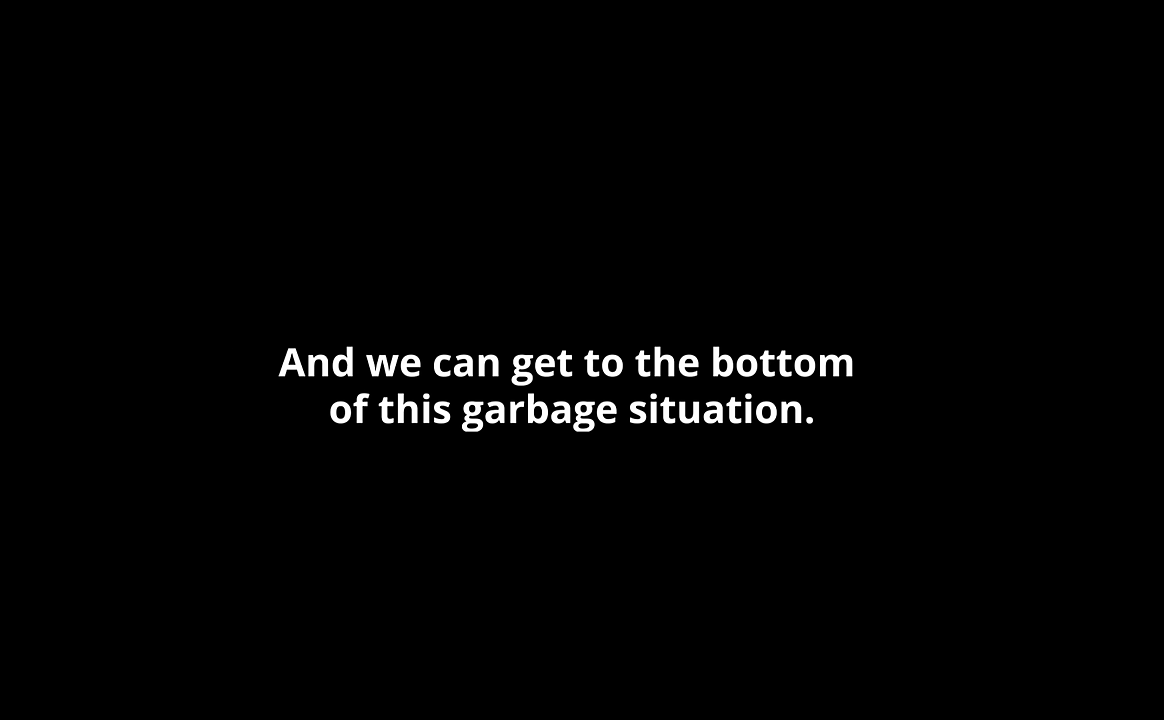 And we can get to the bottom
of this garbage situation.